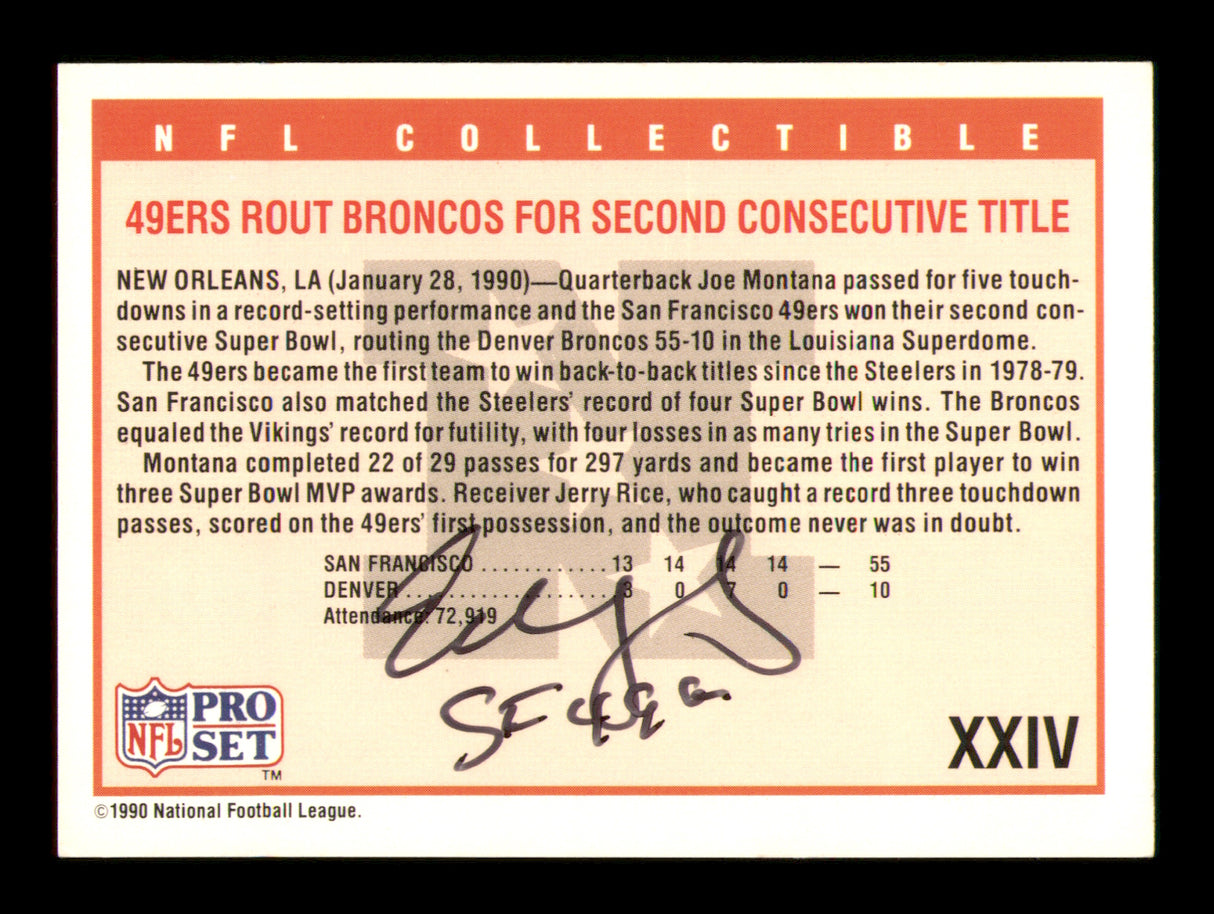 NFL COLLECTIBLE
49ERS ROUT BRONCOS FOR SECOND CONSECUTIVE TITLE
NEW ORLEANS, LA (January 28, 1990)—Quarterback Joe Montana passed for five touch-
downs in a record-setting performance and the San Francisco 49ers won their second con-
secutive Super Bowl, routing the Denver Broncos 55-10 in the Louisiana Superdome.
The 49ers became the first team to win back-to-back titles since the Steelers in 1978-79.
San Francisco also matched the Steelers' record of four Super Bowl wins. The Broncos
equaled the Vikings' record for futility, with four losses in as many tries in the Super Bowl.
Montana completed 22 of 29 passes for 297 yards and became the first player to win
three Super Bowl MVP awards. Receiver Jerry Rice, who caught a record three touchdown
passes, scored on the 49ers' first possession, and the outcome never was in doubt.
SAN FRANCISCO ............ 13 14 14 14 — 55
DENVER...................... 3 0 7 0 — 10
Attendance: 72,919
SF 49er
NFL PRO SET TM
XXIV
©1990 National Football League.